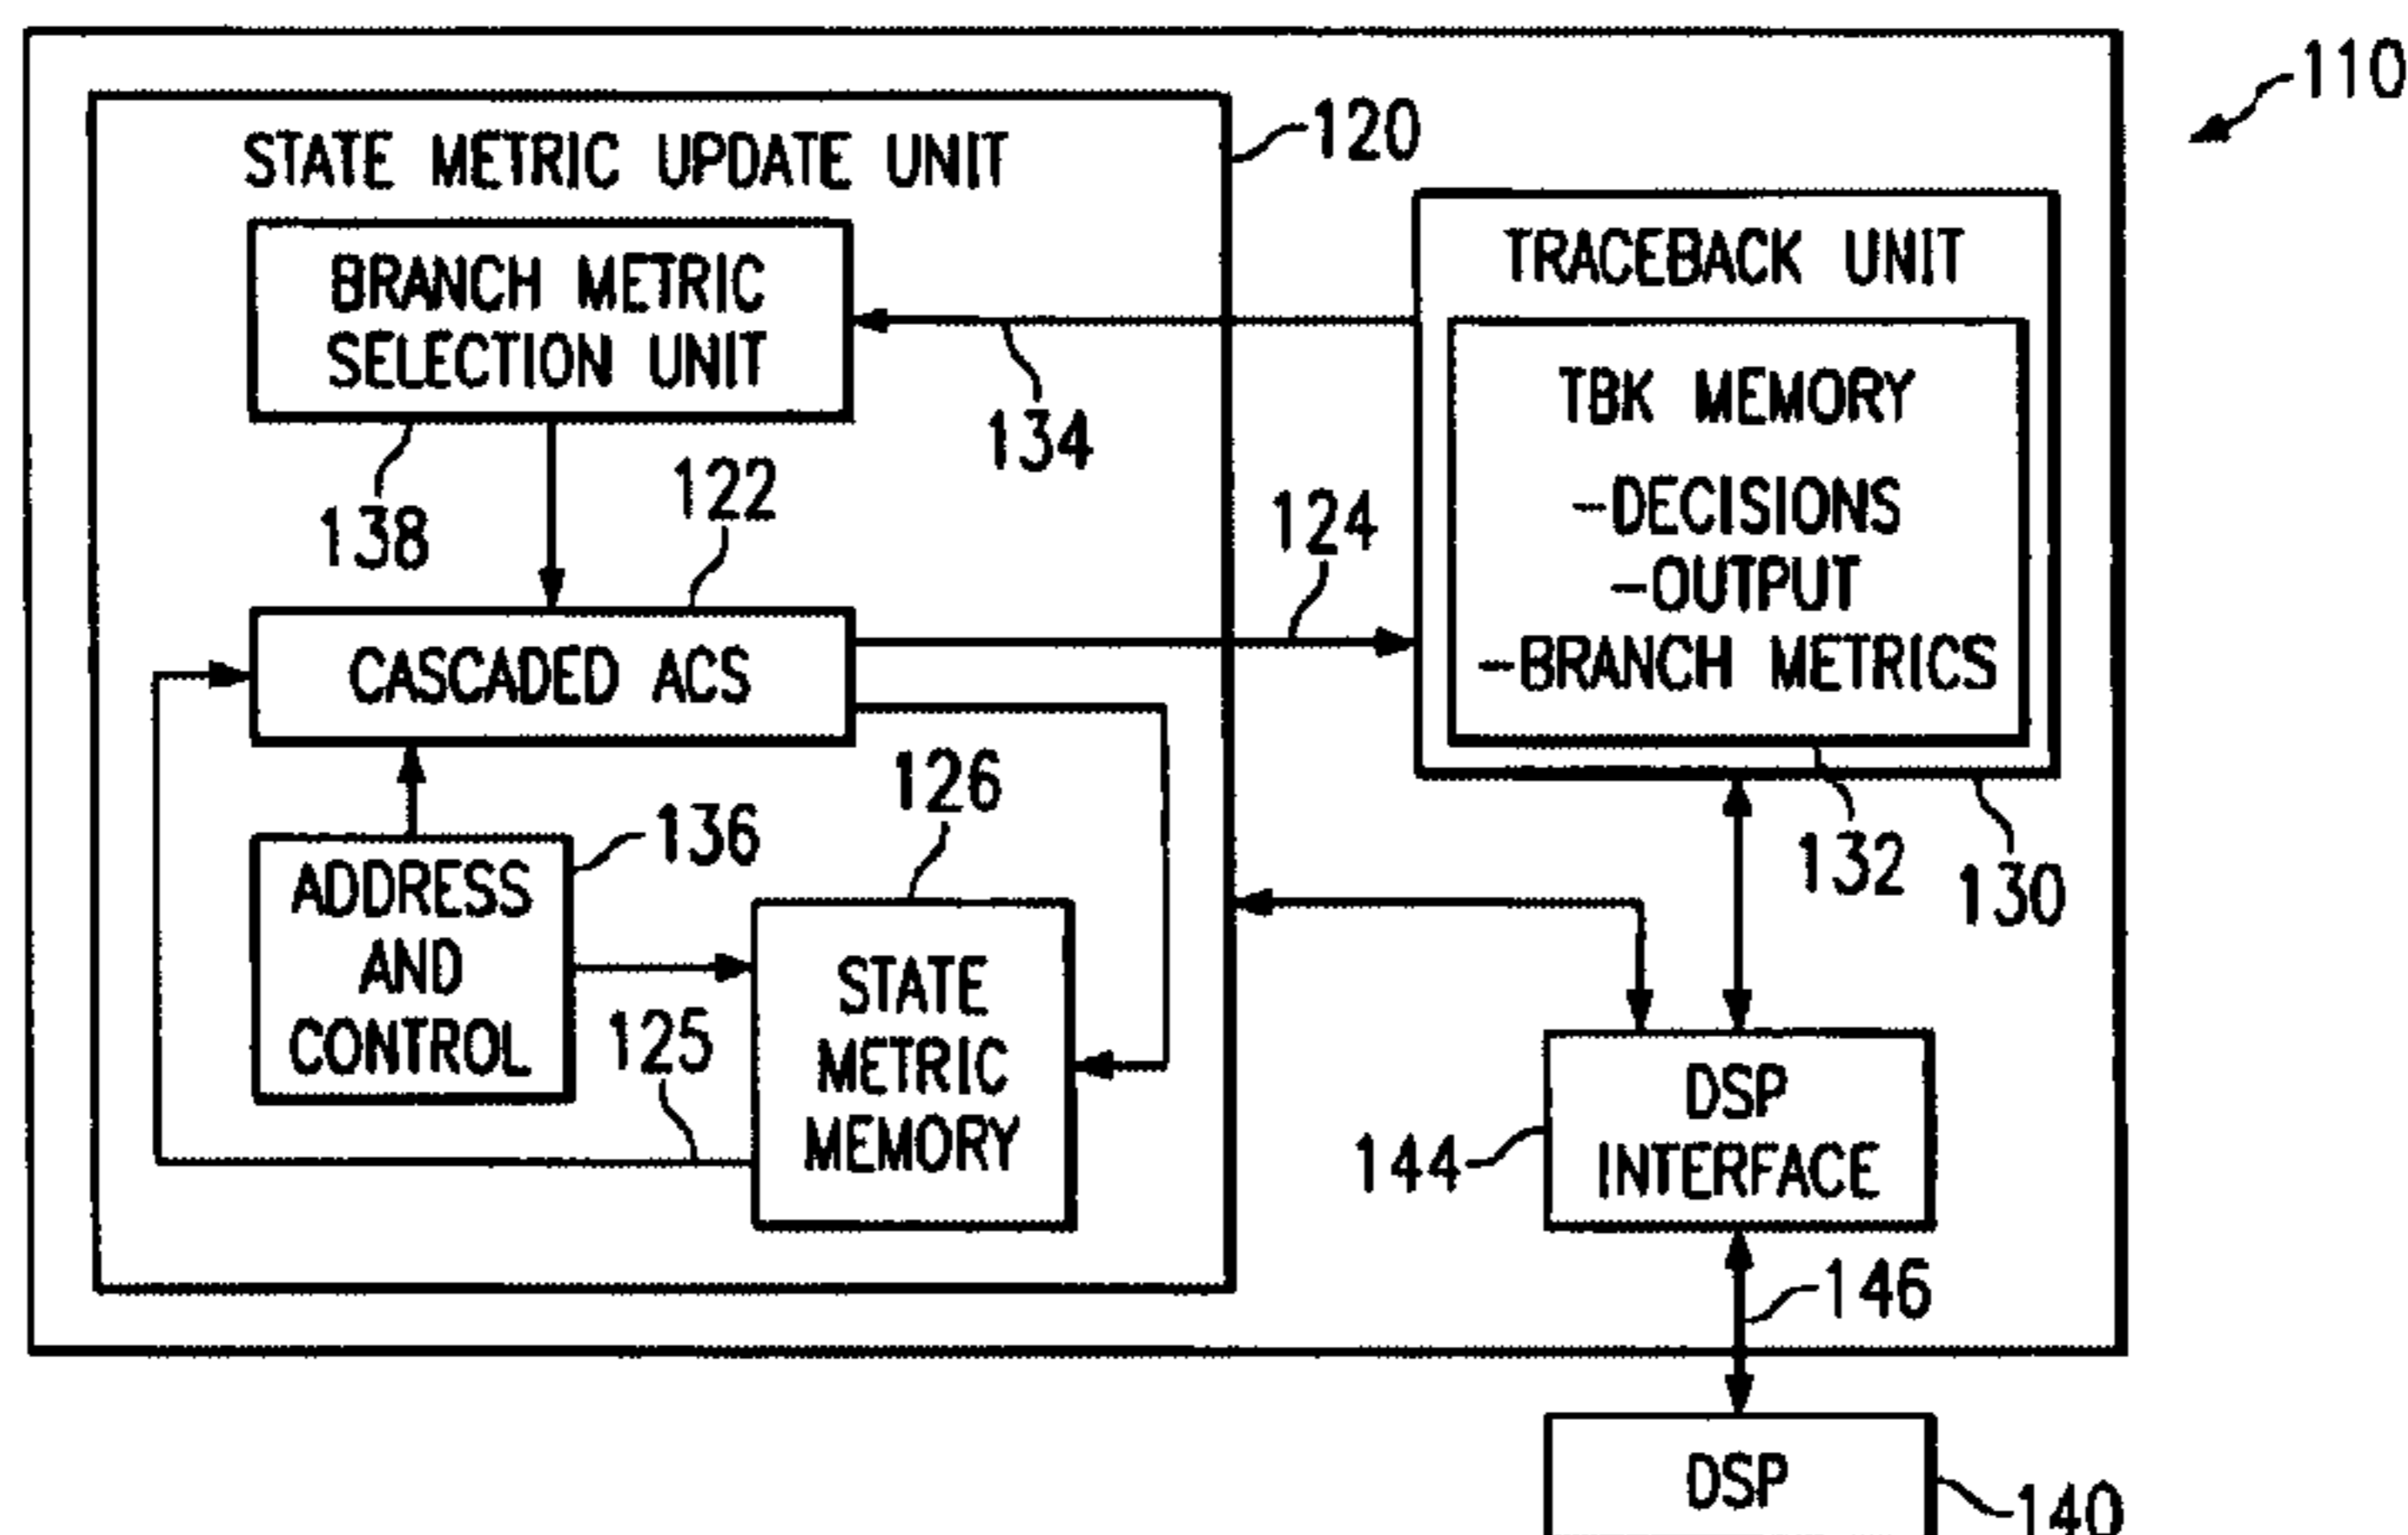 110
120
STATE METRIC UPDATE UNIT
BRANCH METRIC
SELECTION UNIT
138
134
122
124
TRACEBACK UNIT
TBK MEMORY
-DECISIONS
-OUTPUT
-BRANCH METRICS
CASCADED ACS
126
136
132
130
ADDRESS
AND
CONTROL
125
STATE
METRIC
MEMORY
144
DSP
INTERFACE
146
DSP
140